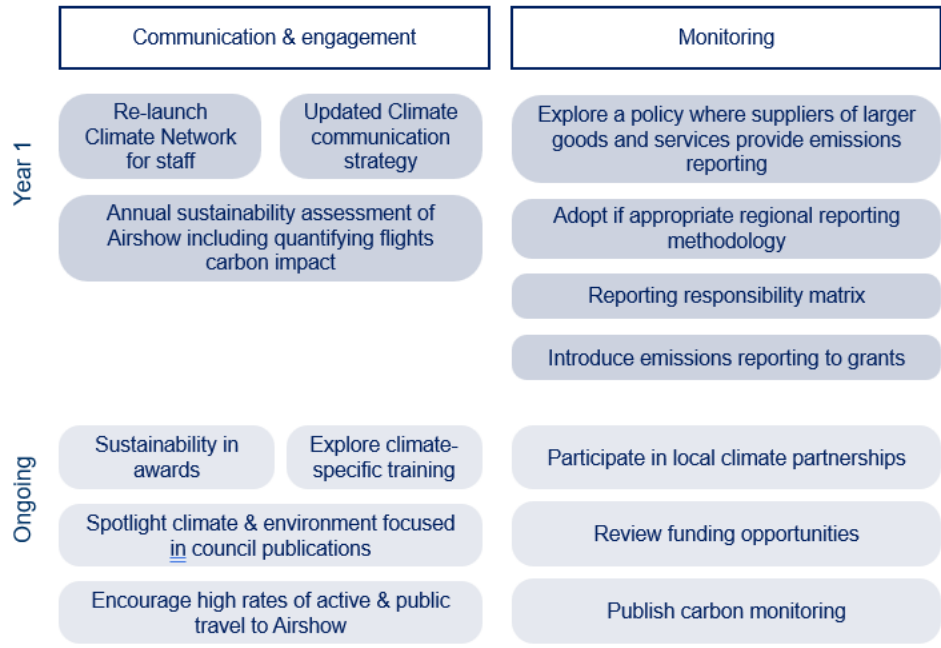 Communication & engagement
Monitoring
Year 1
Re-launch
Climate Network
for staff
Updated Climate
communication
strategy
Annual sustainability assessment of
Airshow including quantifying flights
carbon impact
Explore a policy where suppliers of larger
goods and services provide emissions
reporting
Adopt if appropriate regional reporting
methodology
Reporting responsibility matrix
Introduce emissions reporting to grants
Ongoing
Sustainability in
awards
Explore climate-
specific training
Spotlight climate & environment focused
in council publications
Encourage high rates of active & public
travel to Airshow
Participate in local climate partnerships
Review funding opportunities
Publish carbon monitoring